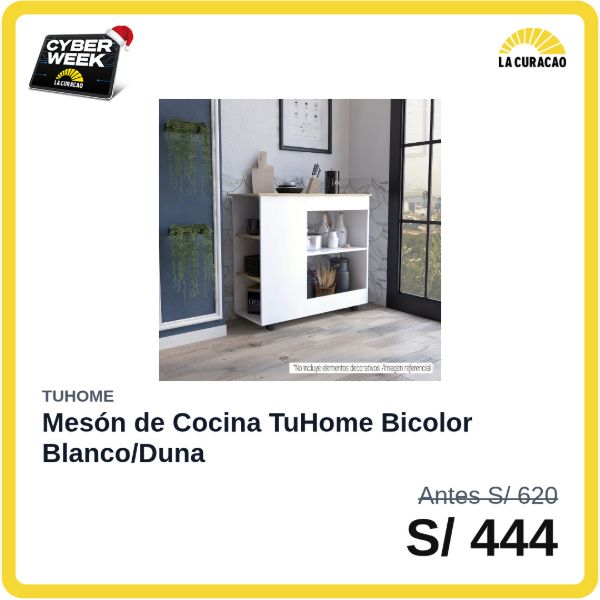 CYBER
WEEK
LA CURACAO
LA CURACAO
*No incluye elementos decorativos. /Imagen referencial
TUHOME
Mesón de Cocina TuHome Bicolor
Blanco/Duna
Antes S/ 620
S/ 444